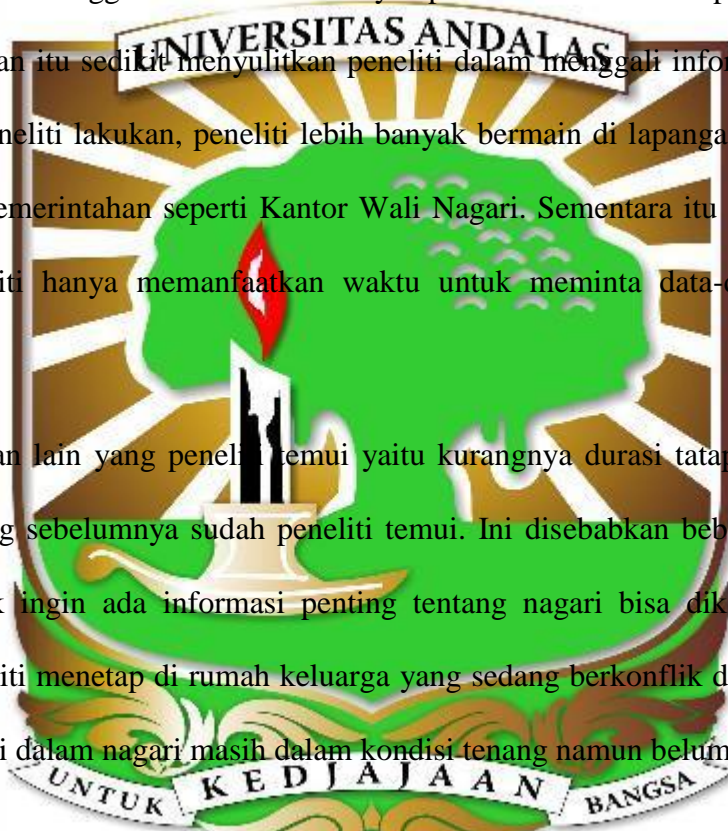 UNIVERSITAS ANDALAS
an itu sedikit menyulitkan peneliti dalam menggali infor
neliti lakukan, peneliti lebih banyak bermain di lapanga
emerintahan seperti Kantor Wali Nagari. Sementara itu
iti hanya memanfaatkan waktu untuk meminta data-
an lain yang peneliti temui yaitu kurangnya durasi tatap
g sebelumnya sudah peneliti temui. Ini disebabkan beb
k ingin ada informasi penting tentang nagari bisa dik
iti menetap di rumah keluarga yang sedang berkonflik d
i dalam nagari masih dalam kondisi tenang namun belum
UNTUK KEDJAJAAN BANGSA